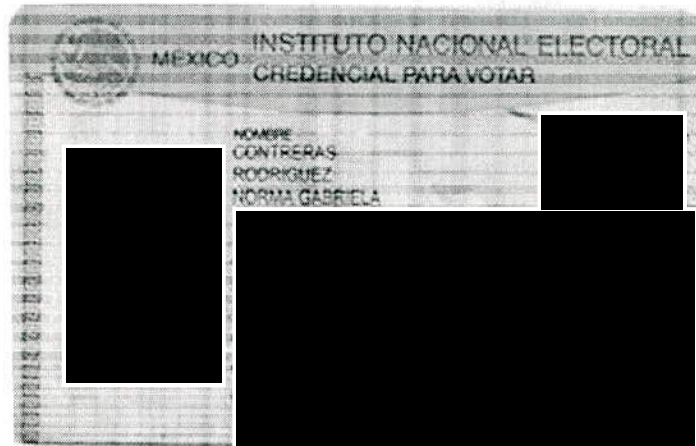 MEXICO
INSTITUTO NACIONAL ELECTORAL
CREDENCIAL PARA VOTAR
NOMBRE
CONTRERAS
RODRIGUEZ
NORMA GABRIELA